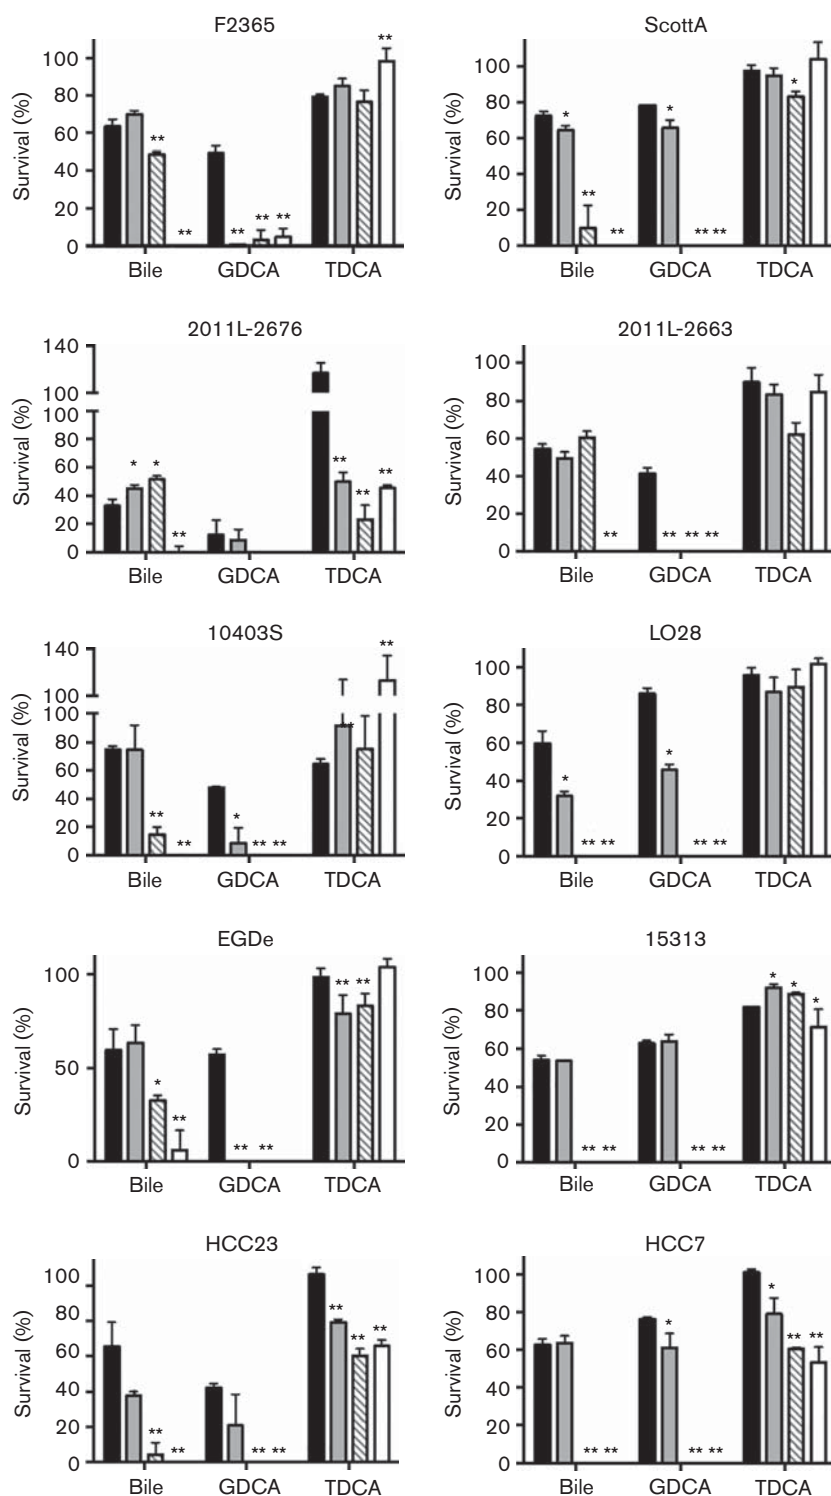 F2365
Survival (%)
100
80
60
40
20
0
** ** ** ** ** **
Bile GDCA TDCA
ScottA
Survival (%)
100
80
60
40
20
0
* ** ** * ** ** *
Bile GDCA TDCA
2011L-2676
Survival (%)
140
100
100
80
60
40
20
0
* * ** ** ** **
Bile GDCA TDCA
2011L-2663
Survival (%)
100
80
60
40
20
0
** ** ** **
Bile GDCA TDCA
10403S
Survival (%)
140
100
100
80
60
40
20
0
** ** * ** ** ** **
Bile GDCA TDCA
LO28
Survival (%)
100
80
60
40
20
0
* ** ** * ** **
Bile GDCA TDCA
EGDe
Survival (%)
100
50
0
* ** ** ** ** **
Bile GDCA TDCA
15313
Survival (%)
100
80
60
40
20
0
** ** ** ** * * *
Bile GDCA TDCA
HCC23
Survival (%)
100
80
60
40
20
0
** ** ** ** ** ** **
Bile GDCA TDCA
HCC7
Survival (%)
100
80
60
40
20
0
** ** * ** ** * ** **
Bile GDCA TDCA